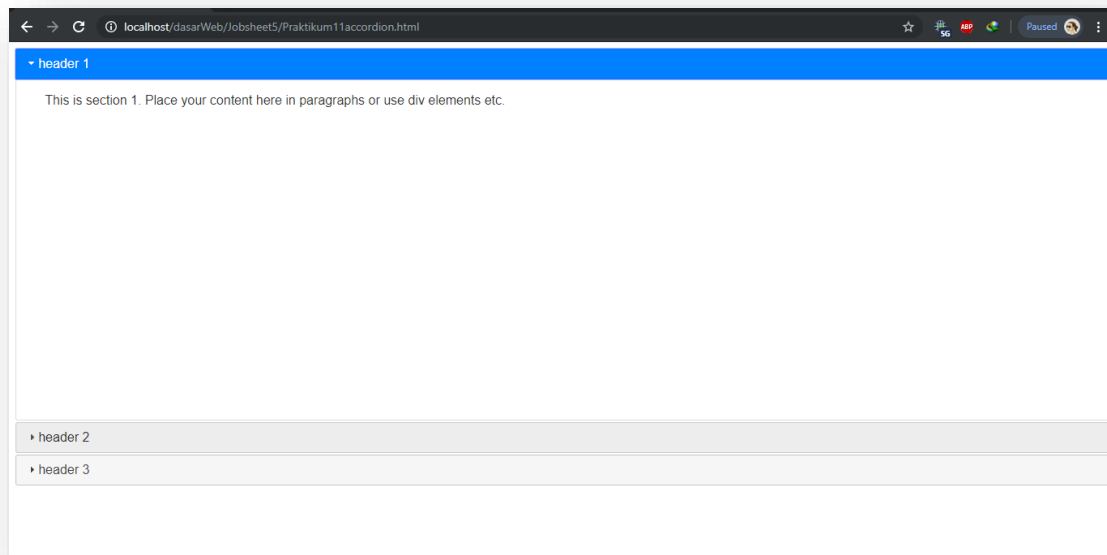 localhost/dasarWeb/Jobsheet5/Praktikum11accordion.html
SG
ABP
Paused
header 1
This is section 1. Place your content here in paragraphs or use div elements etc.
header 2
header 3